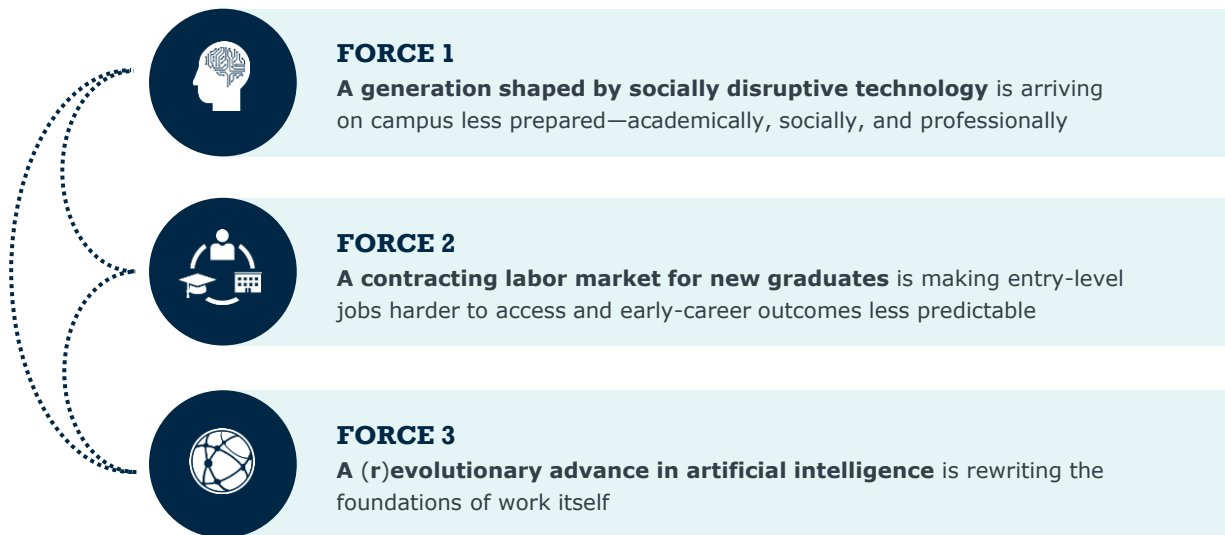 FORCE 1
A generation shaped by socially disruptive technology is arriving
on campus less prepared—academically, socially, and professionally
FORCE 2
A contracting labor market for new graduates is making entry-level
jobs harder to access and early-career outcomes less predictable
FORCE 3
A (r)evolutionary advance in artificial intelligence is rewriting the
foundations of work itself